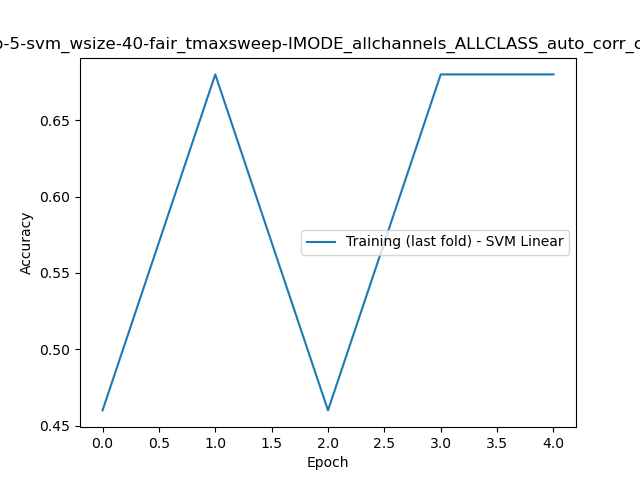 -5-svm_wsize-40-fair_tmaxsweep-IMODE_allchannels_ALLCLASS_auto_corr_
0.65
0.60
0.55
0.50
0.45
Accuracy
Training (last fold) - SVM Linear
0.0 0.5 1.0 1.5 2.0 2.5 3.0 3.5 4.0
Epoch